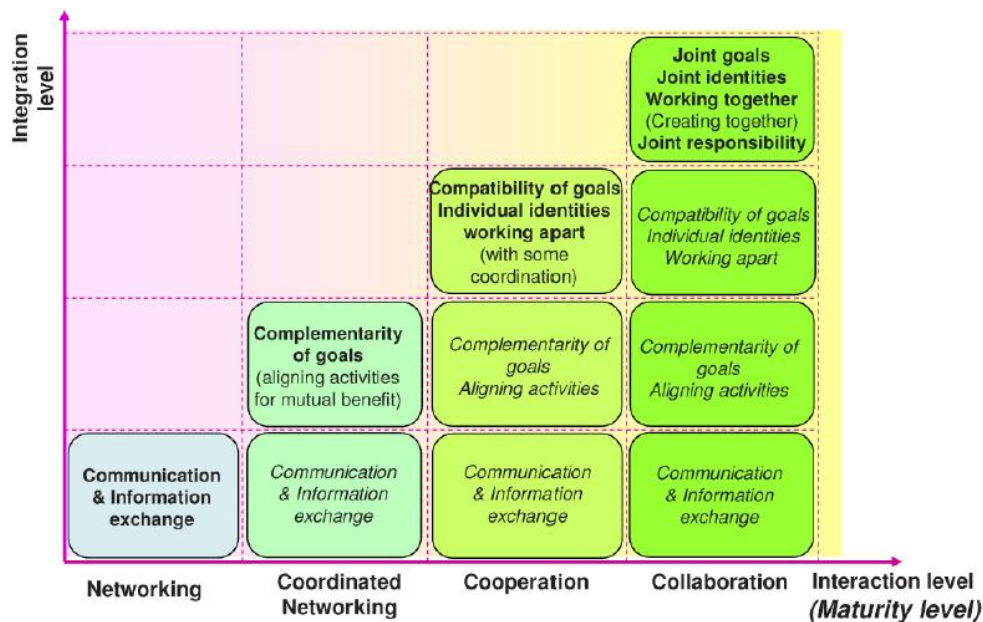 Integration
level
Joint goals
Joint identities
Working together
(Creating together)
Joint responsibility
Compatibility of goals
Individual identities
working apart
(with some
coordination)
Compatibility of goals
Individual identities
Working apart
Complementarity
of goals
(aligning activities
for mutual benefit)
Complementarity of
goals
Aligning activities
Complementarity of
goals
Aligning activities
Communication
& Information
exchange
Communication
& Information
exchange
Communication
& Information
exchange
Communication
& Information
exchange
Networking
Coordinated
Networking
Cooperation
Collaboration
Interaction level
(Maturity level)